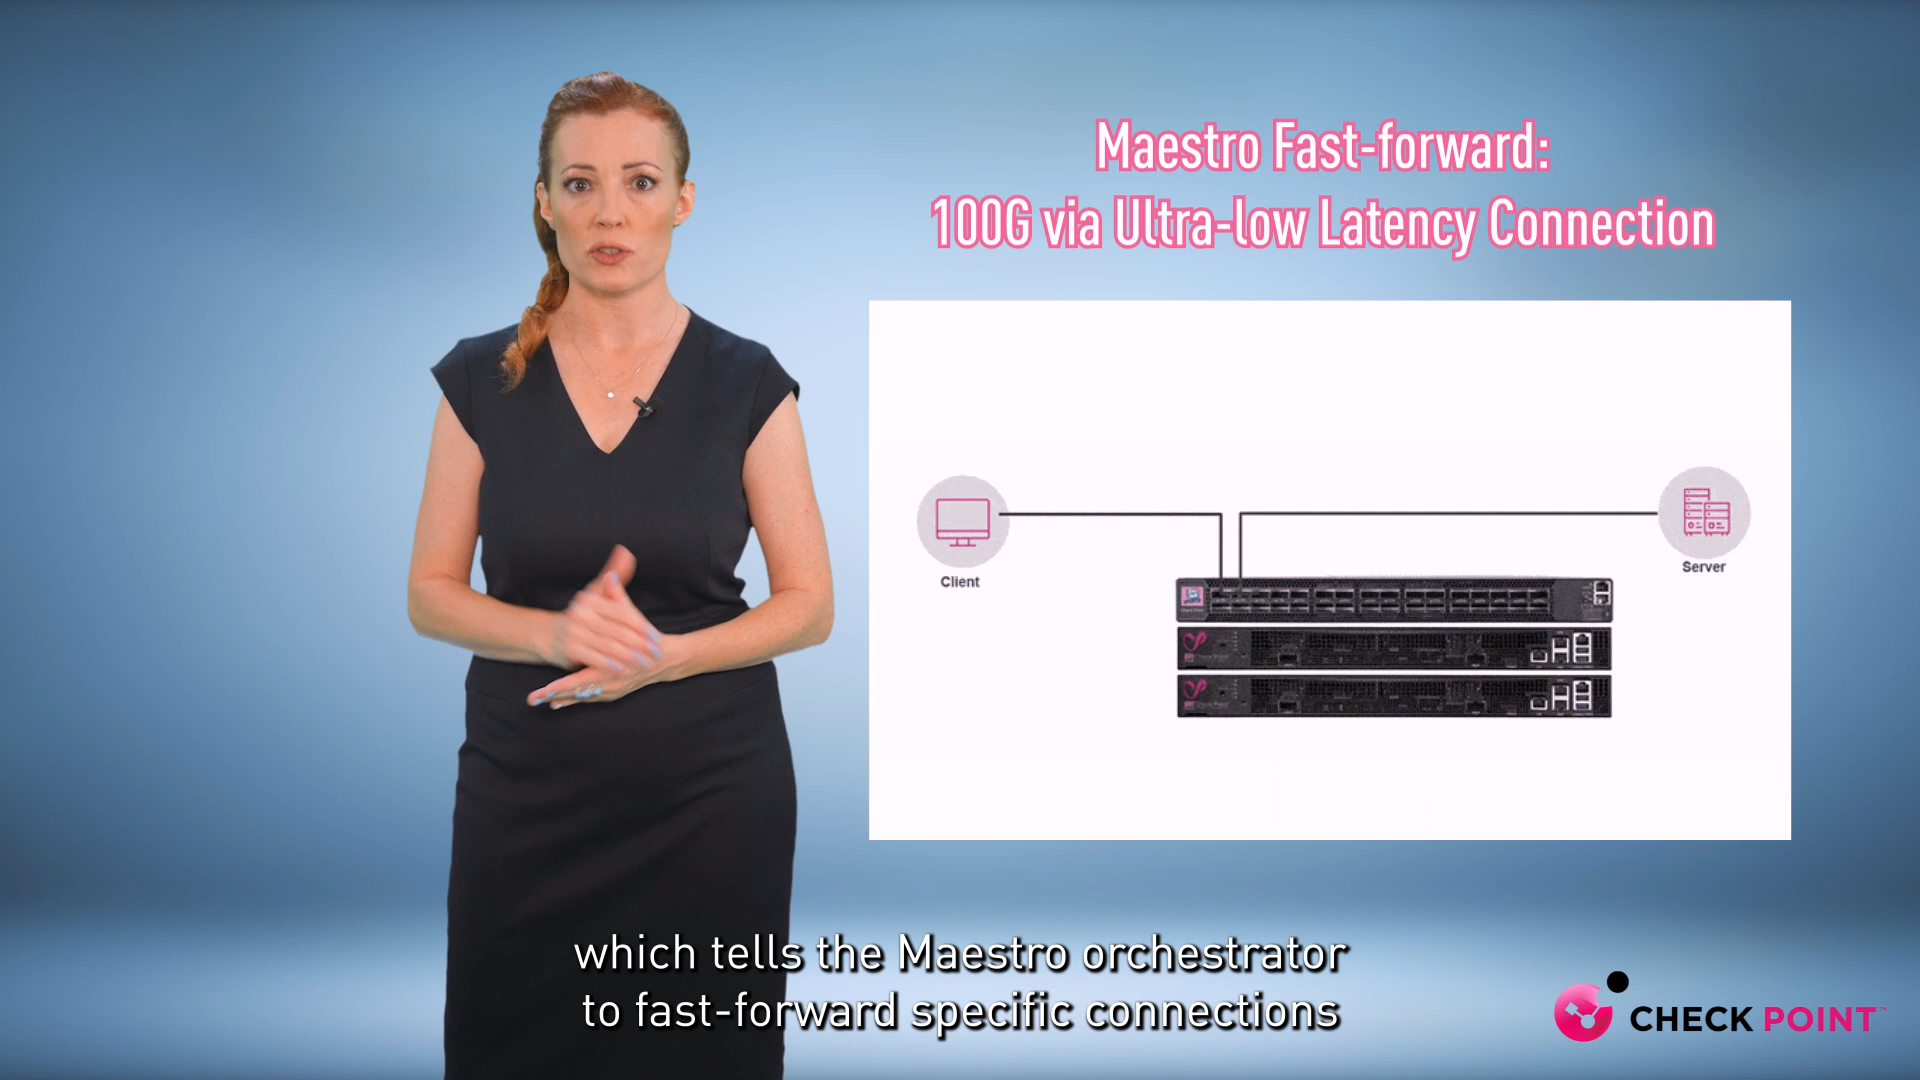 Maestro Fast-forward:
100G via Ultra-low Latency Connection
Client
Server
which tells the Maestro orchestrator
to fast-forward specific connections
CHECK POINT™